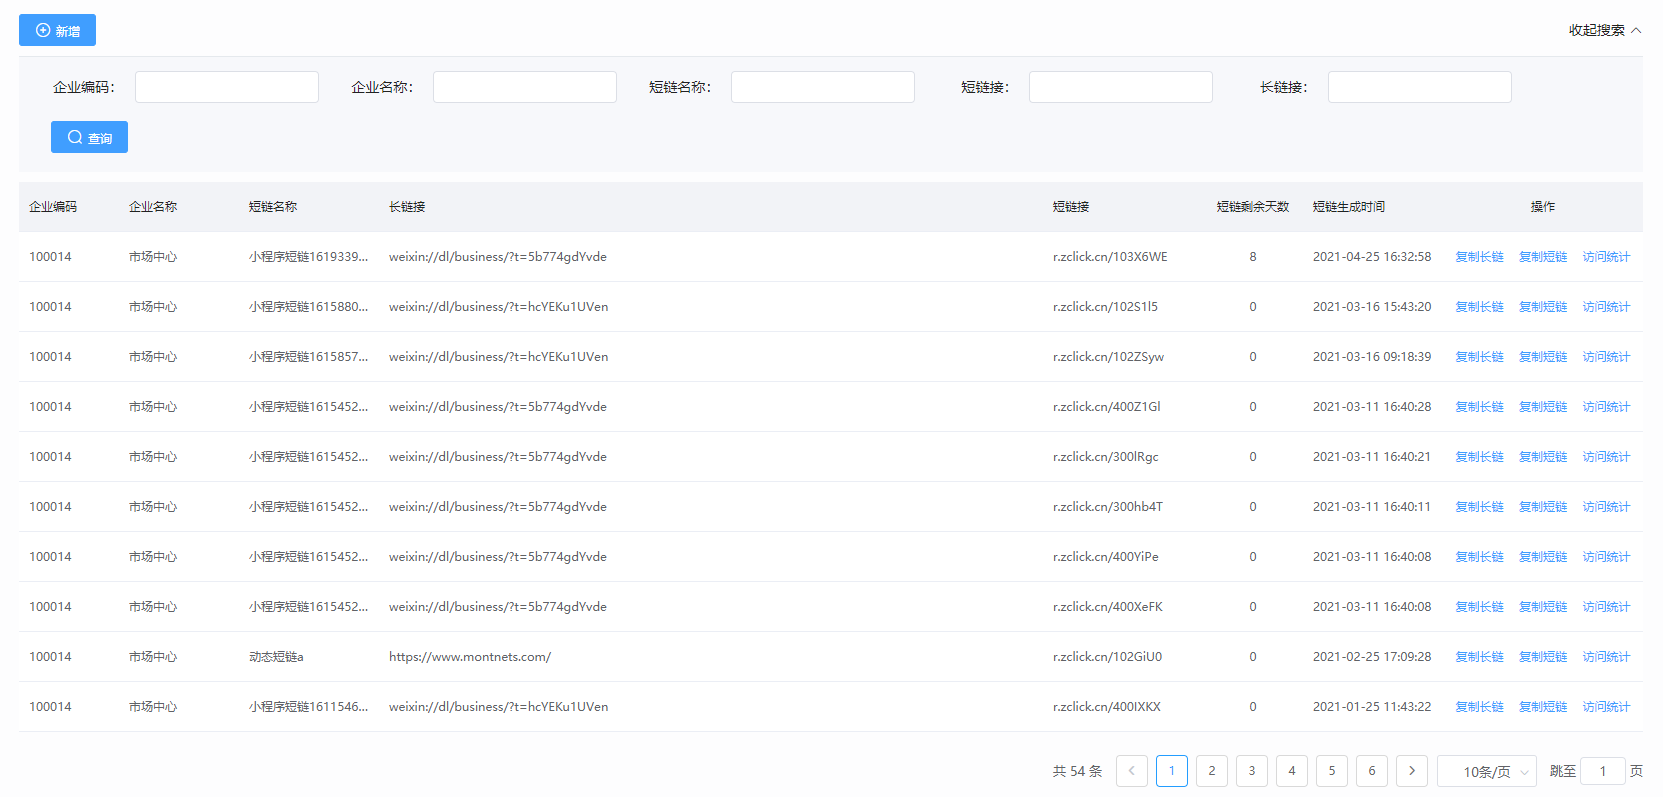 新增 收起搜索
企业编码： 企业名称： 短链名称： 短链接： 长链接：
查询
企业编码 企业名称 短链名称 长链接 短链接 短链剩余天数 短链生成时间 操作
100014 市场中心 小程序短链1619339... weixin://dl/business/?t=5b774gdYvde r.zclick.cn/103X6WE 8 2021-04-25 16:32:58 复制长链 复制短链 访问统计
100014 市场中心 小程序短链1615880... weixin://dl/business/?t=hcYEKu1UVen r.zclick.cn/102S1l5 0 2021-03-16 15:43:20 复制长链 复制短链 访问统计
100014 市场中心 小程序短链1615857... weixin://dl/business/?t=hcYEKu1UVen r.zclick.cn/102ZSyw 0 2021-03-16 09:18:39 复制长链 复制短链 访问统计
100014 市场中心 小程序短链1615452... weixin://dl/business/?t=5b774gdYvde r.zclick.cn/400Z1Gl 0 2021-03-11 16:40:28 复制长链 复制短链 访问统计
100014 市场中心 小程序短链1615452... weixin://dl/business/?t=5b774gdYvde r.zclick.cn/300lRgc 0 2021-03-11 16:40:21 复制长链 复制短链 访问统计
100014 市场中心 小程序短链1615452... weixin://dl/business/?t=5b774gdYvde r.zclick.cn/300hb4T 0 2021-03-11 16:40:11 复制长链 复制短链 访问统计
100014 市场中心 小程序短链1615452... weixin://dl/business/?t=5b774gdYvde r.zclick.cn/400YiPe 0 2021-03-11 16:40:08 复制长链 复制短链 访问统计
100014 市场中心 小程序短链1615452... weixin://dl/business/?t=5b774gdYvde r.zclick.cn/400XeFK 0 2021-03-11 16:40:08 复制长链 复制短链 访问统计
100014 市场中心 动态短链a https://www.montnets.com/ r.zclick.cn/102GiU0 0 2021-02-25 17:09:28 复制长链 复制短链 访问统计
100014 市场中心 小程序短链1611546... weixin://dl/business/?t=hcYEKu1UVen r.zclick.cn/400IXKX 0 2021-01-25 11:43:22 复制长链 复制短链 访问统计
共 54 条 1 2 3 4 5 6 10条/页 跳至 1 页